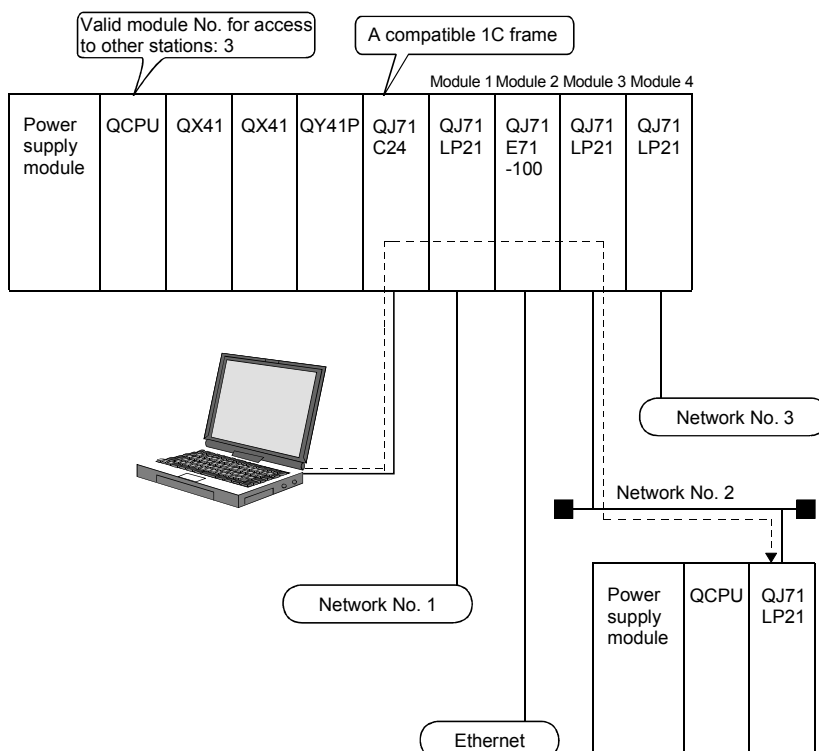 Valid module No. for access
to other stations: 3
A compatible 1C frame
Module 1 Module 2 Module 3 Module 4
Power
supply
module
QCPU
QX41
QX41
QY41P
QJ71
C24
QJ71
LP21
QJ71
E71
-100
QJ71
LP21
QJ71
LP21
Network No. 3
Network No. 2
Network No. 1
Power
supply
module
QCPU
QJ71
LP21
Ethernet